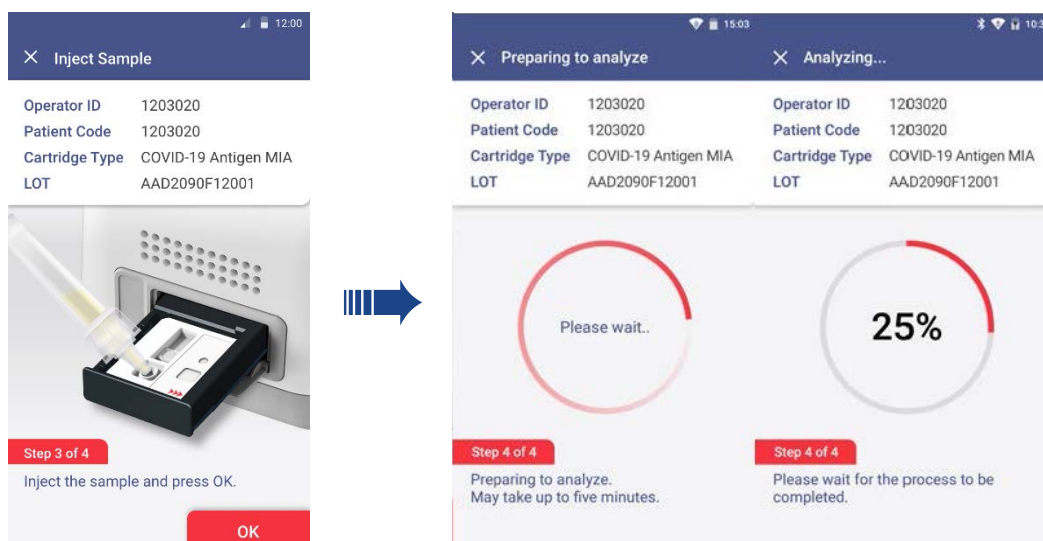 12:00
Inject Sample
Operator ID 1203020
Patient Code 1203020
Cartridge Type COVID-19 Antigen MIA
LOT AAD2090F12001
Step 3 of 4
Inject the sample and press OK.
OK
15:03
Preparing to analyze
Operator ID 1203020
Patient Code 1203020
Cartridge Type COVID-19 Antigen MIA
LOT AAD2090F12001
Please wait..
Step 4 of 4
Preparing to analyze.
May take up to five minutes.
Analyzing...
Operator ID 1203020
Patient Code 1203020
Cartridge Type COVID-19 Antigen MIA
LOT AAD2090F12001
25%
Step 4 of 4
Please wait for the process to be
completed.